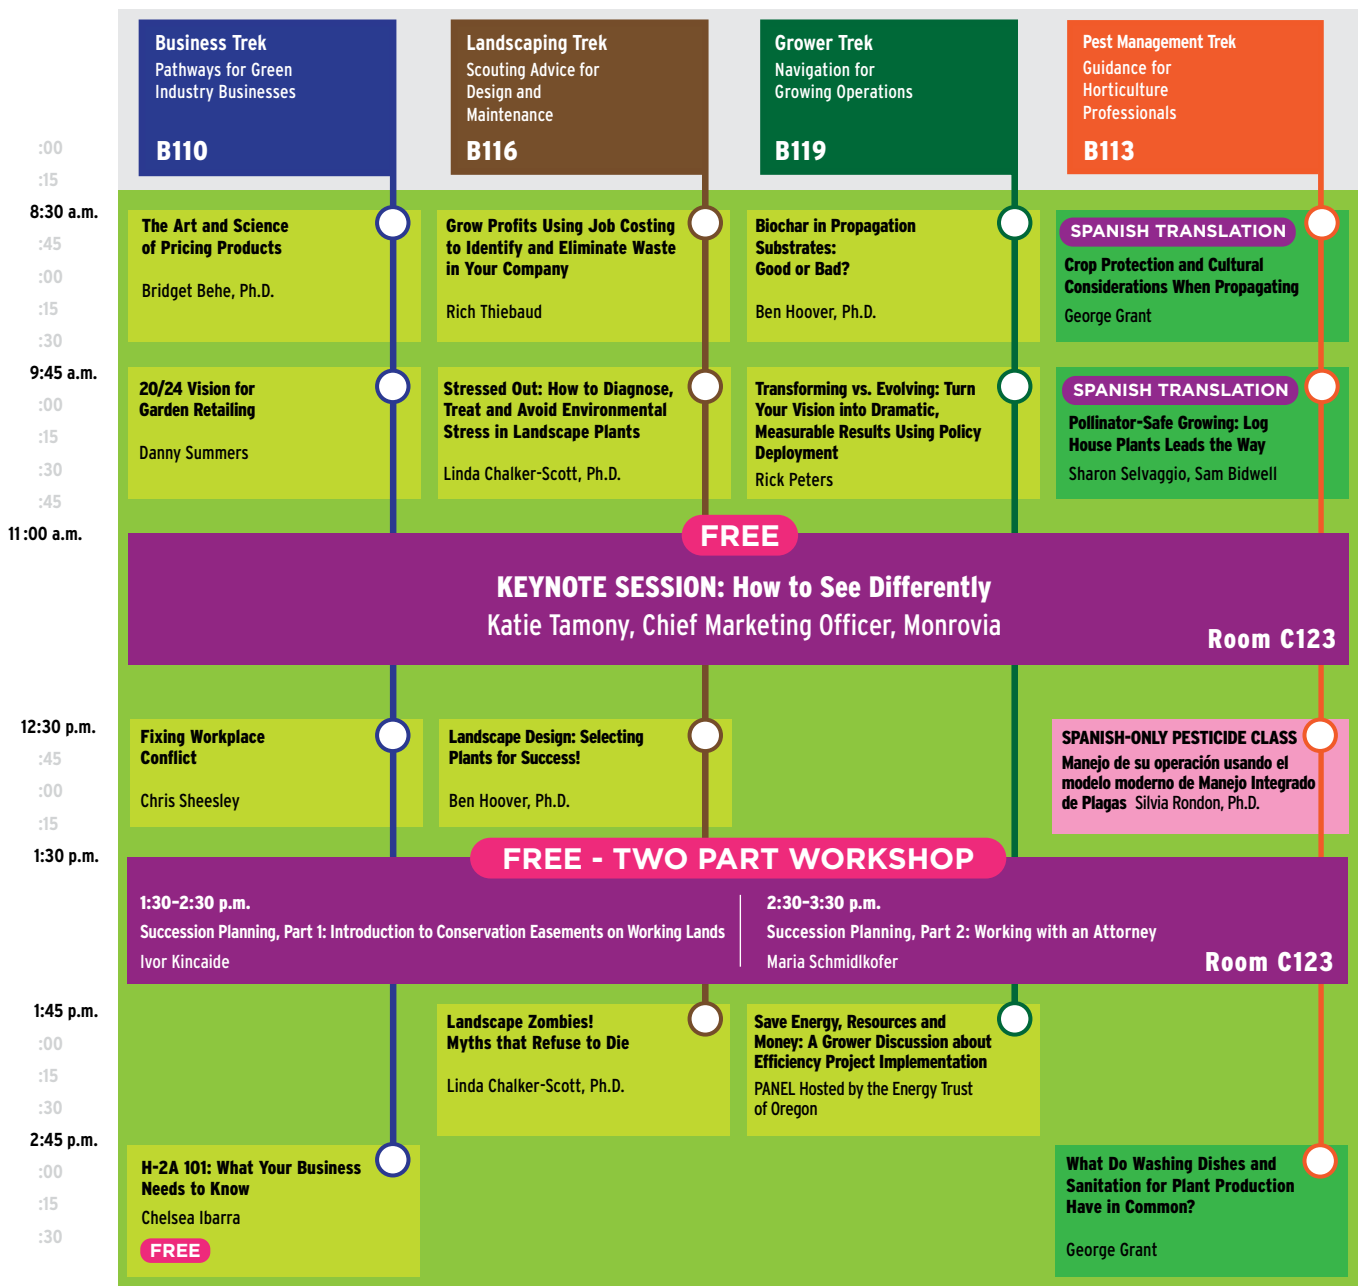 Business Trek
Pathways for Green
Industry Businesses
B110
Landscaping Trek
Scouting Advice for
Design and
Maintenance
B116
Grower Trek
Navigation for
Growing Operations
B119
Pest Management Trek
Guidance for
Horticulture
Professionals
B113
:00
:15
8:30 a.m.
:45
:00
:15
:30
The Art and Science
of Pricing Products
Bridget Behe, Ph.D.
Grow Profits Using Job Costing
to Identify and Eliminate Waste
in Your Company
Rich Thiebaud
Biochar in Propagation
Substrates:
Good or Bad?
Ben Hoover, Ph.D.
SPANISH TRANSLATION
Crop Protection and Cultural
Considerations When Propagating
George Grant
9:45 a.m.
:00
:15
:30
:45
20/24 Vision for
Garden Retailing
Danny Summers
Stressed Out: How to Diagnose,
Treat and Avoid Environmental
Stress in Landscape Plants
Linda Chalker-Scott, Ph.D.
Transforming vs. Evolving: Turn
Your Vision into Dramatic,
Measurable Results Using Policy
Deployment
Rick Peters
SPANISH TRANSLATION
Pollinator-Safe Growing: Log
House Plants Leads the Way
Sharon Selvaggio, Sam Bidwell
11:00 a.m.
FREE
KEYNOTE SESSION: How to See Differently
Katie Tamony, Chief Marketing Officer, Monrovia
Room C123
12:30 p.m.
:45
:00
:15
Fixing Workplace
Conflict
Chris Sheesley
Landscape Design: Selecting
Plants for Success!
Ben Hoover, Ph.D.
SPANISH-ONLY PESTICIDE CLASS
Manejo de su operación usando el
modelo moderno de Manejo Integrado
de Plagas Silvia Rondon, Ph.D.
1:30 p.m.
FREE - TWO PART WORKSHOP
1:30–2:30 p.m.
Succession Planning, Part 1: Introduction to Conservation Easements on Working Lands
Ivor Kincaide
2:30–3:30 p.m.
Succession Planning, Part 2: Working with an Attorney
Maria Schmidlkofer
Room C123
1:45 p.m.
:00
:15
:30
Landscape Zombies!
Myths that Refuse to Die
Linda Chalker-Scott, Ph.D.
Save Energy, Resources and
Money: A Grower Discussion about
Efficiency Project Implementation
PANEL Hosted by the Energy Trust
of Oregon
2:45 p.m.
:00
:15
:30
H-2A 101: What Your Business
Needs to Know
Chelsea Ibarra
FREE
What Do Washing Dishes and
Sanitation for Plant Production
Have in Common?
George Grant